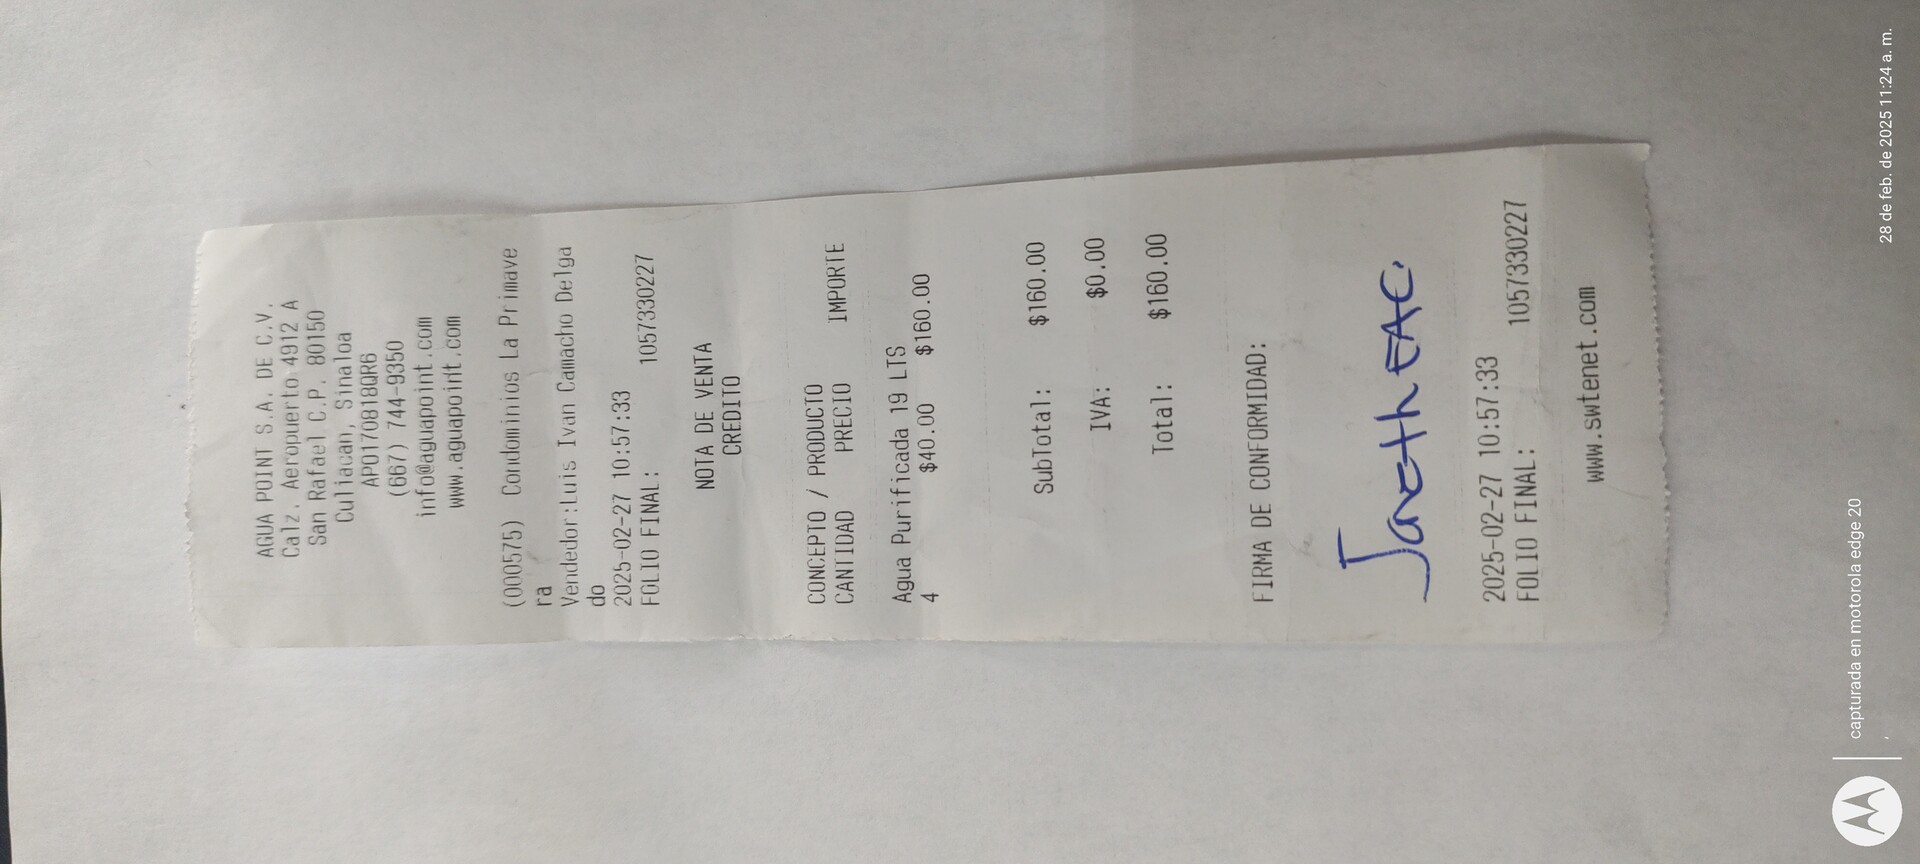 AGUA POINT S.A. DE C.V.
Calz. Aeropuerto 4912 A
San Rafael C.P. 80150
Culiacan, Sinaloa
APO170818QR6
(667) 744-9350
info@aguapoint.com
www.aguapoint.com
(000575) Condominios La Primave
ra
Vendedor:Luis Ivan Camacho Delga
do
2025-02-27 10:57:33
FOLIO FINAL: 1057330227
NOTA DE VENTA
CREDITO
CONCEPTO / PRODUCTO
CANTIDAD PRECIO IMPORTE
Agua Purificada 19 LTS
4 $40.00 $160.00
SubTotal: $160.00
IVA: $0.00
Total: $160.00
FIRMA DE CONFORMIDAD:
2025-02-27 10:57:33
FOLIO FINAL: 1057330227
www.swtenet.com
capturada en motorola edge 20
28 de feb. de 2025 11:24 a. m.